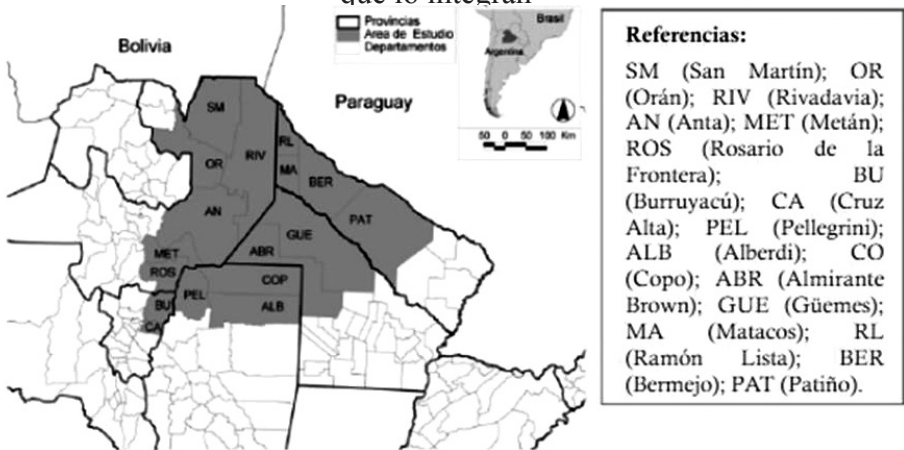 que lo integran
Provincias
Area de Estudio
Departamentos
Brasil
Argentina
50 0 50 100 Km
Bolivia
Paraguay
SM
OR
RIV
RL
MA
BER
PAT
AN
GUE
ABR
MET
ROS
COP
PEL
ALB
BU
CA
Referencias:
SM (San Martín); OR
(Orán); RIV (Rivadavia);
AN (Anta); MET (Metán);
ROS (Rosario de la
Frontera); BU
(Burruyacú); CA (Cruz
Alta); PEL (Pellegrini);
ALB (Alberdi); CO
(Copo); ABR (Almirante
Brown); GUE (Güemes);
MA (Matacos); RL
(Ramón Lista); BER
(Bermejo); PAT (Patiño).